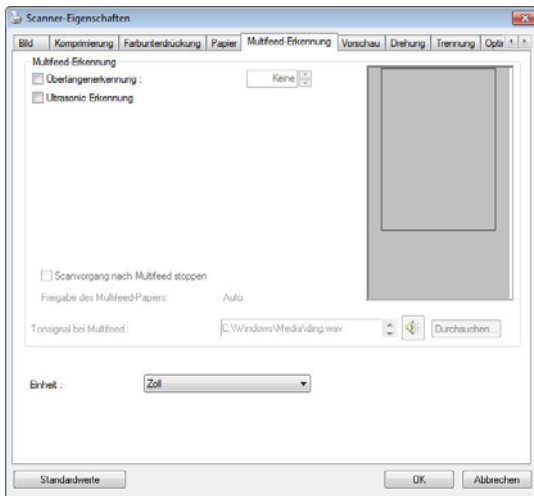 Scanner-Eigenschaften
Bild Komprimierung Farbunterdrückung Papier Multifeed-Erkennung Vorschau Drehung Trennung Opti
Multifeed-Erkennung
Überlängenerkennung : Keine
Ultrasonic Erkennung
Scanvorgang nach Multifeed stoppen
Freigabe des Multifeed-Papiers: Auto
Tonsignal bei Multifeed : C:\Windows\Media\ding.wav Durchsuchen...
Einheit : Zoll
Standardwerte OK Abbrechen